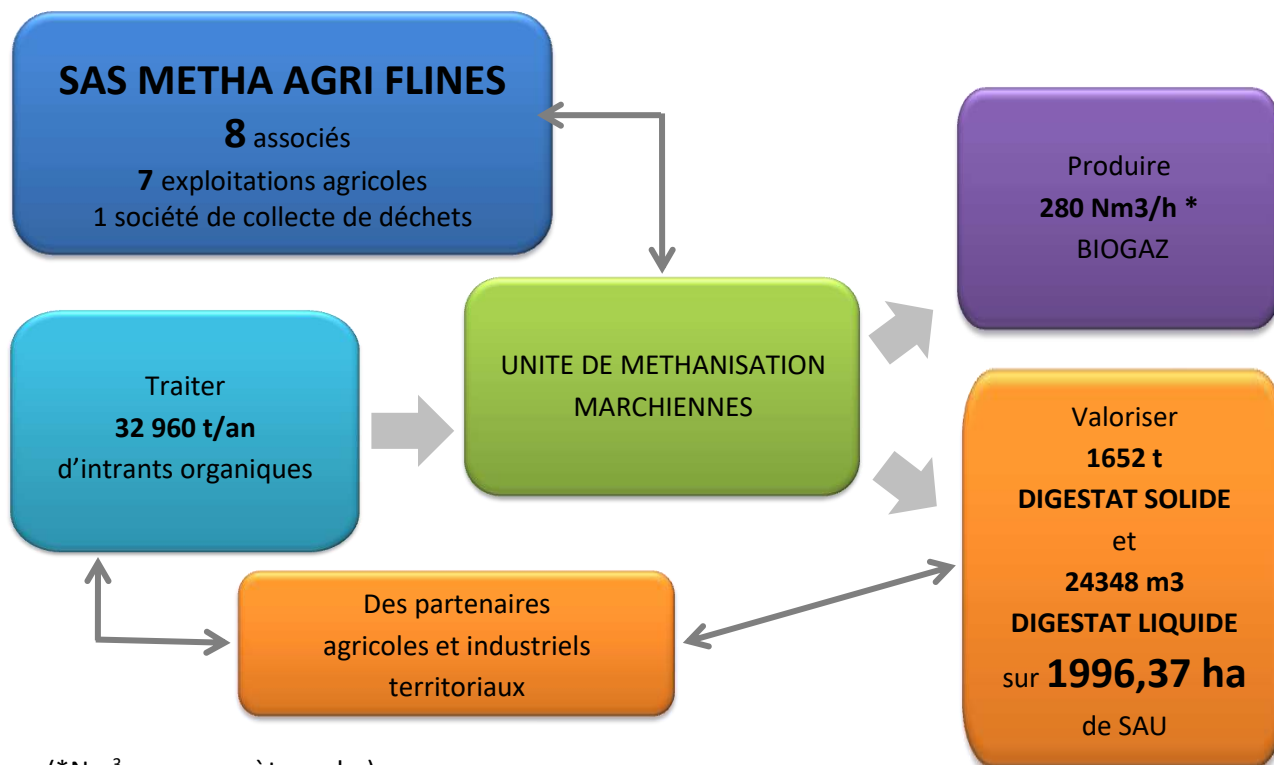 SAS METHA AGRI FLINES
8 associés
7 exploitations agricoles
1 société de collecte de déchets
Produire
280 Nm3/h *
BIOGAZ
Traiter
32 960 t/an
d’intrants organiques
UNITE DE METHANISATION
MARCHIENNES
Valoriser
1652 t
DIGESTAT SOLIDE
et
24348 m3
DIGESTAT LIQUIDE
sur 1996,37 ha
de SAU
Des partenaires
agricoles et industriels
territoriaux